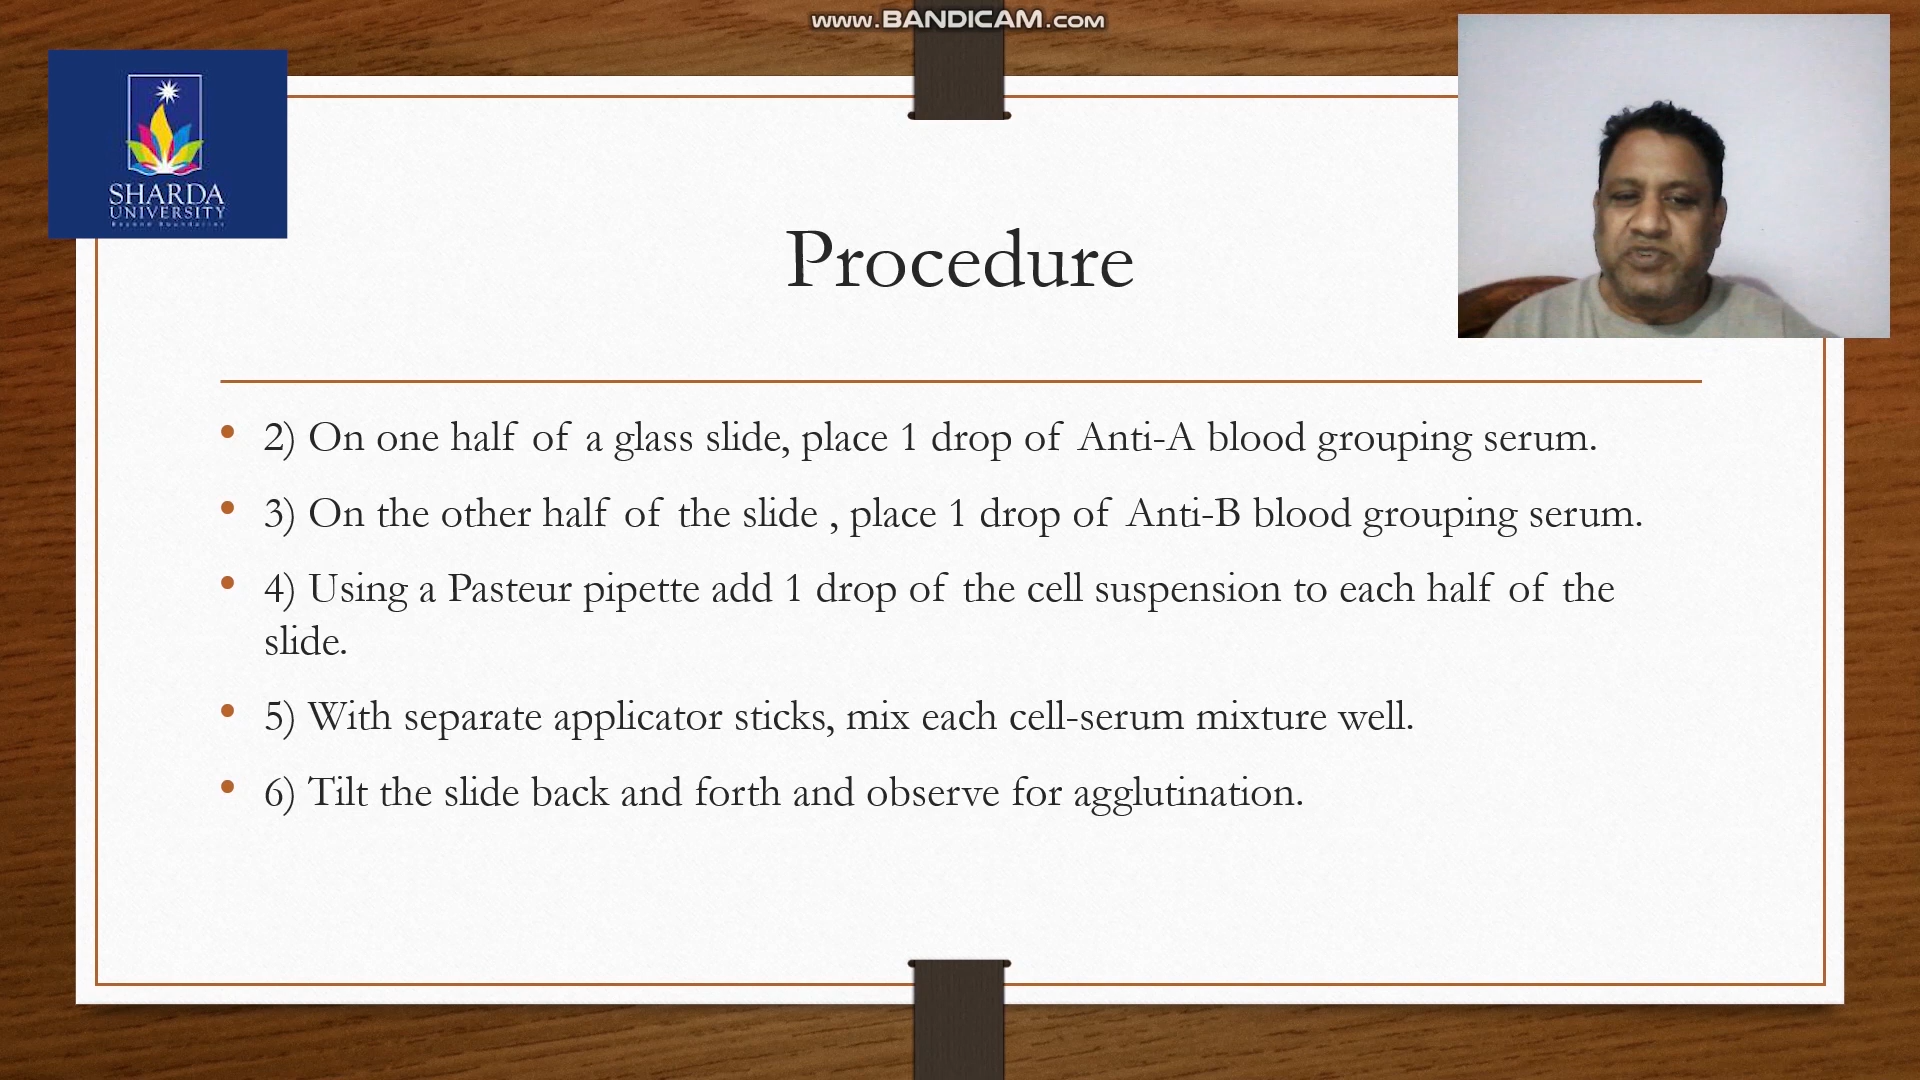 www.BANDICAM.com
SHARDA
UNIVERSITY
Beyond Boundaries
Procedure
• 2) On one half of a glass slide, place 1 drop of Anti-A blood grouping serum.
• 3) On the other half of the slide , place 1 drop of Anti-B blood grouping serum.
• 4) Using a Pasteur pipette add 1 drop of the cell suspension to each half of the
slide.
• 5) With separate applicator sticks, mix each cell-serum mixture well.
• 6) Tilt the slide back and forth and observe for agglutination.